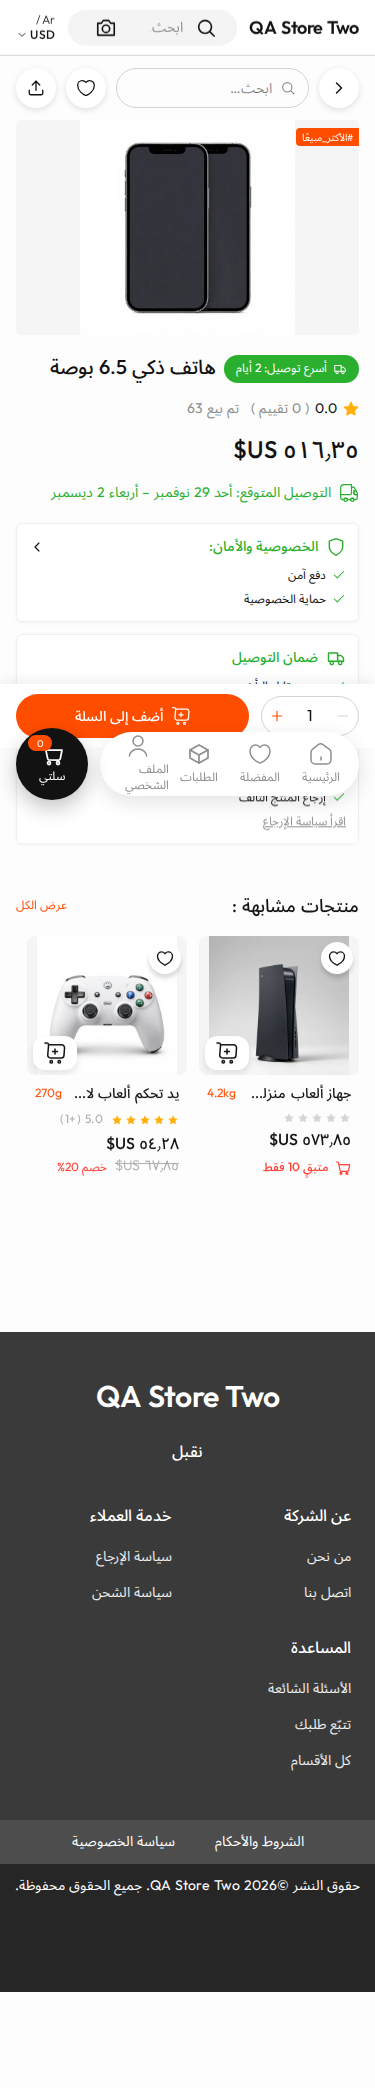 QA Store Two
ابحث
Ar /
USD
ابحث...
#الأكثر_مبيعًا
هاتف ذكي 6.5 بوصة
أسرع توصيل: 2 أيام
0.0 ( 0 تقييم ) تم بيع 63
٥١٦٫٣٥ US$
التوصيل المتوقع: أحد 29 نوفمبر – أربعاء 2 ديسمبر
الخصوصية والأمان:
دفع آمن
حماية الخصوصية
ضمان التوصيل
1
أضف إلى السلة
الرئيسية
المفضلة
الطلبات
الملف الشخصي
0
سلتي
إرجاع المنتج التالف
اقرأ سياسة الإرجاع
منتجات مشابهة :
عرض الكل
جهاز ألعاب منزل...
4.2kg
٥٧٣٫٨٥ US$
متبقٍ 10 فقط
يد تحكم ألعاب لا...
270g
5.0 (+1)
٥٤٫٢٨ US$
٦٧٫٨٥ US$
خصم 20%
QA Store Two
نقبل
عن الشركة
من نحن
اتصل بنا
خدمة العملاء
سياسة الإرجاع
سياسة الشحن
المساعدة
الأسئلة الشائعة
تتبّع طلبك
كل الأقسام
الشروط والأحكام
سياسة الخصوصية
حقوق النشر ©2026 QA Store Two. جميع الحقوق محفوظة.